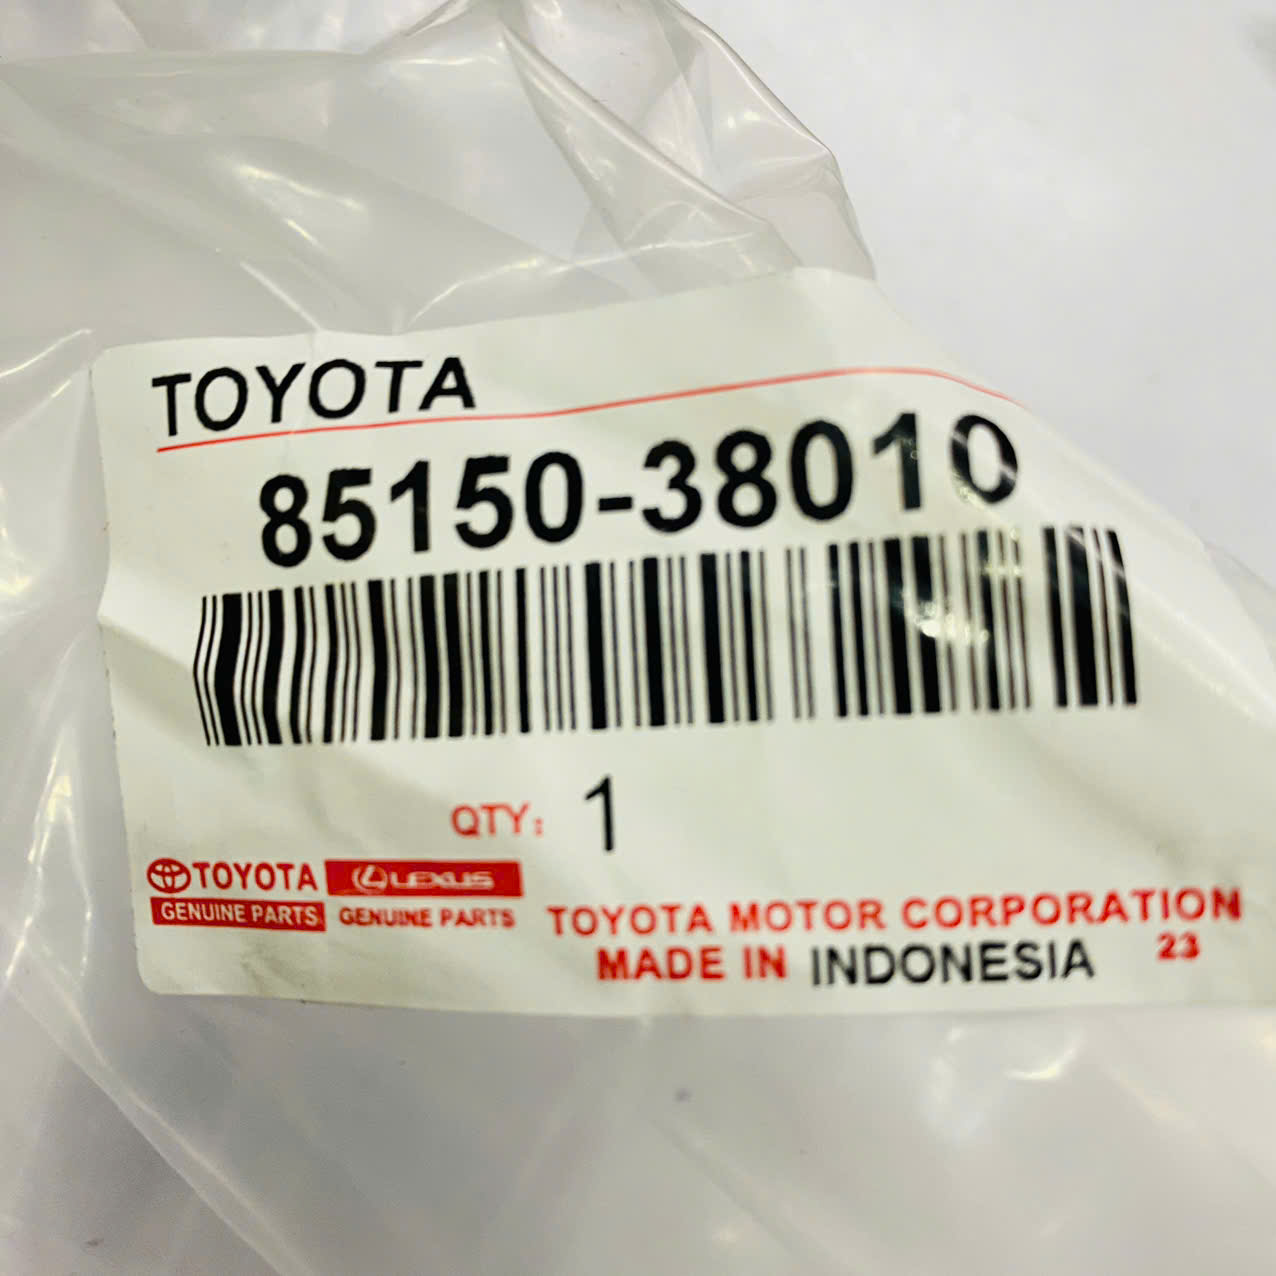 TOYOTA
85150-38010
QTY: 1
TOYOTA LEXUS
GENUINE PARTS GENUINE PARTS
TOYOTA MOTOR CORPORATION
MADE IN INDONESIA 23